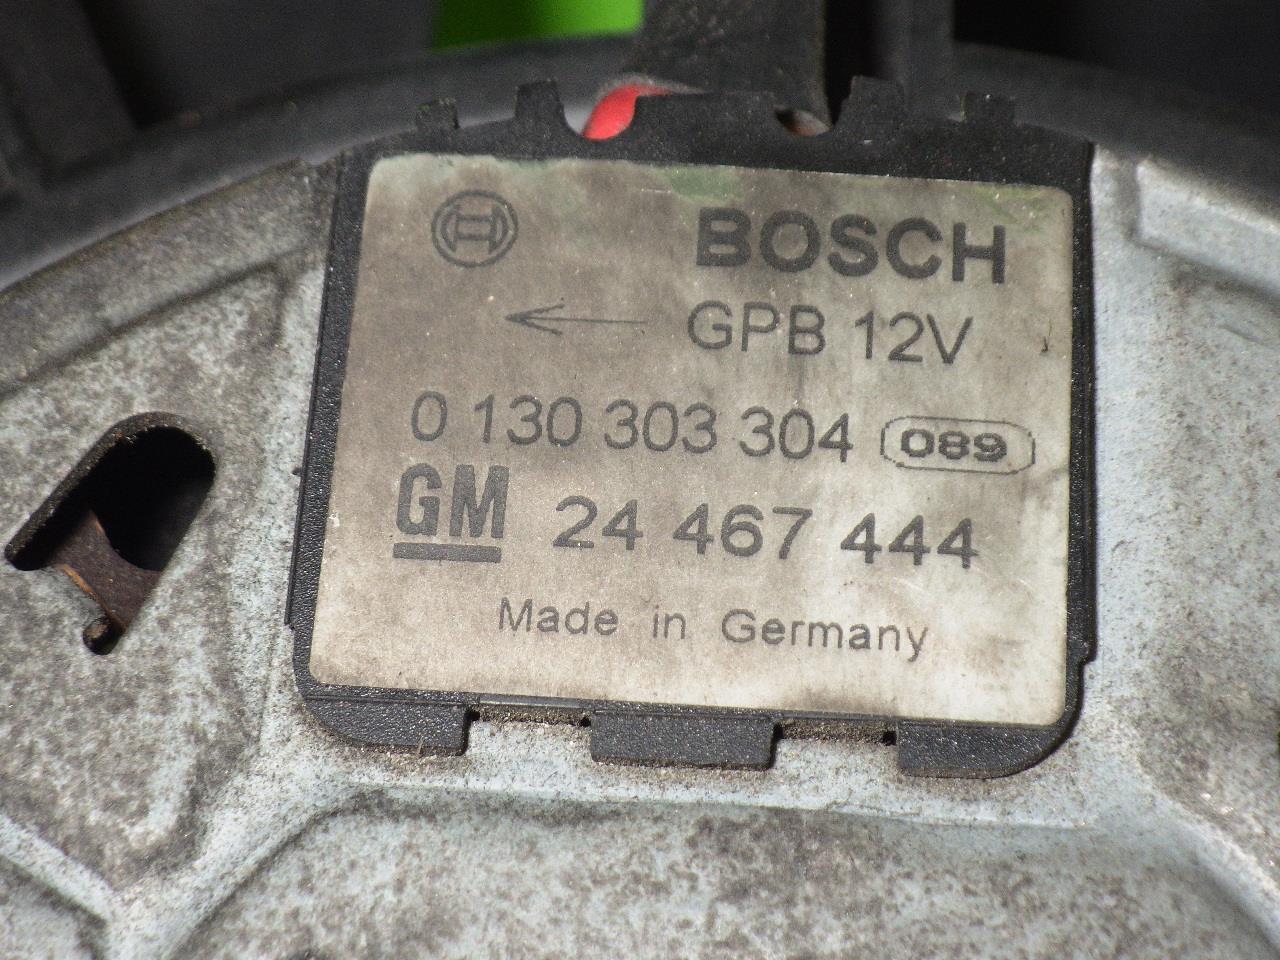 BOSCH
GPB 12V
0 130 303 304 089
GM 24 467 444
Made in Germany